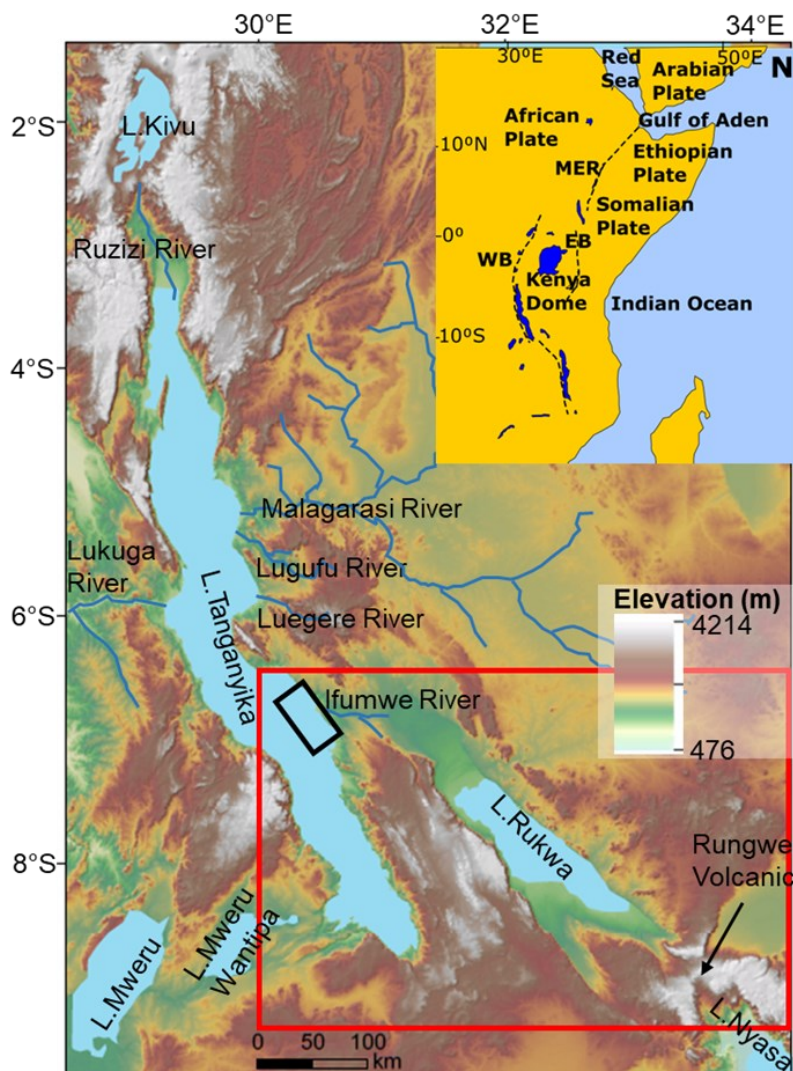 30°E
32°E
34°E
2°S
4°S
6°S
8°S
L.Kivu
Ruzizi River
Malagarasi River
Lukuga
River
Lugufu River
Luegere River
L.Tanganyika
Ifumwe River
L.Rukwa
Rungwe
Volcanic
L.Mweru
L.Mweru
Wantipa
L.Nyasa
0 50 100
km
Elevation (m)
4214
476
30ºE
50ºE
N
Red
Sea
Arabian
Plate
African
Plate
Gulf of Aden
10ºN
Ethiopian
Plate
MER
Somalian
Plate
0º
EB
WB
Kenya
Dome
Indian Ocean
10ºS